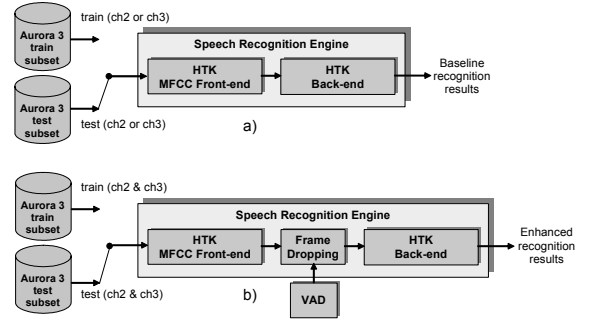 train (ch2 or ch3)
Aurora 3
train
subset
Speech Recognition Engine
HTK
MFCC Front-end
HTK
Back-end
Baseline
recognition
results
Aurora 3
test
subset
test (ch2 or ch3)
a)
train (ch2 & ch3)
Aurora 3
train
subset
Speech Recognition Engine
HTK
MFCC Front-end
Frame
Dropping
HTK
Back-end
Enhanced
recognition
results
Aurora 3
test
subset
test (ch2 & ch3)
b)
VAD